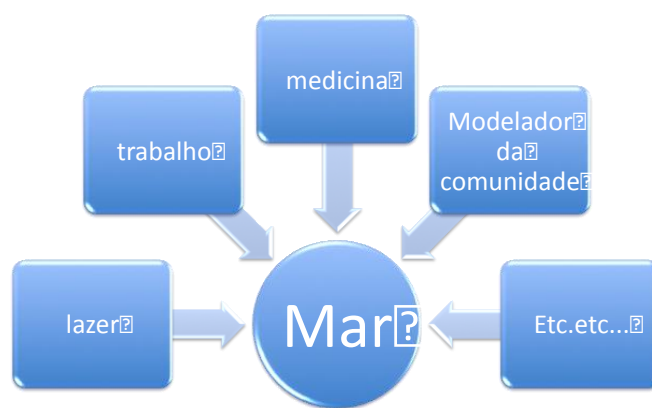 medicina
trabalho
Modelador
da
comunidade
lazer
Mar
Etc.etc...